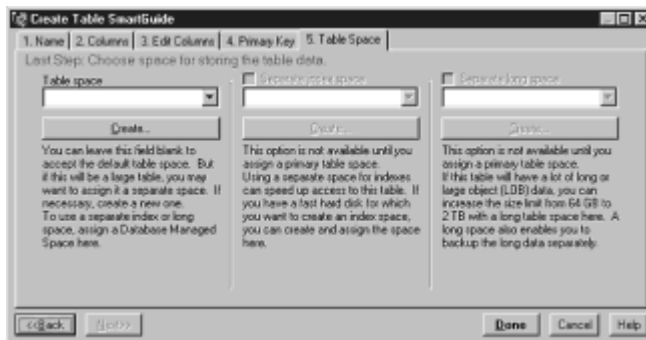 Create Table SmartGuide
1. Name 2. Columns 3. Edit Columns 4. Primary Key 5. Table Space
Last Step: Choose space for storing the table data.
Table space
Separate index space
Separate long space
Create...
Create...
Create...
You can leave this field blank to
accept the default table space. But
if this will be a large table, you may
want to assign it a separate space. If
necessary, create a new one.
To use a separate index or long
space, assign a Database Managed
Space here.
This option is not available until you
assign a primary table space.
Using a separate space for indexes
can speed up access to this table. If
you have a fast hard disk for which
you want to create an index space,
you can create and assign the space
here.
This option is not available until you
assign a primary table space.
If this table will have a lot of long or
large object (LOB) data, you can
increase the size limit from 64 GB to
2 TB with a long table space here. A
long space also enables you to
backup the long data separately.
<<Back Next>> Done Cancel Help